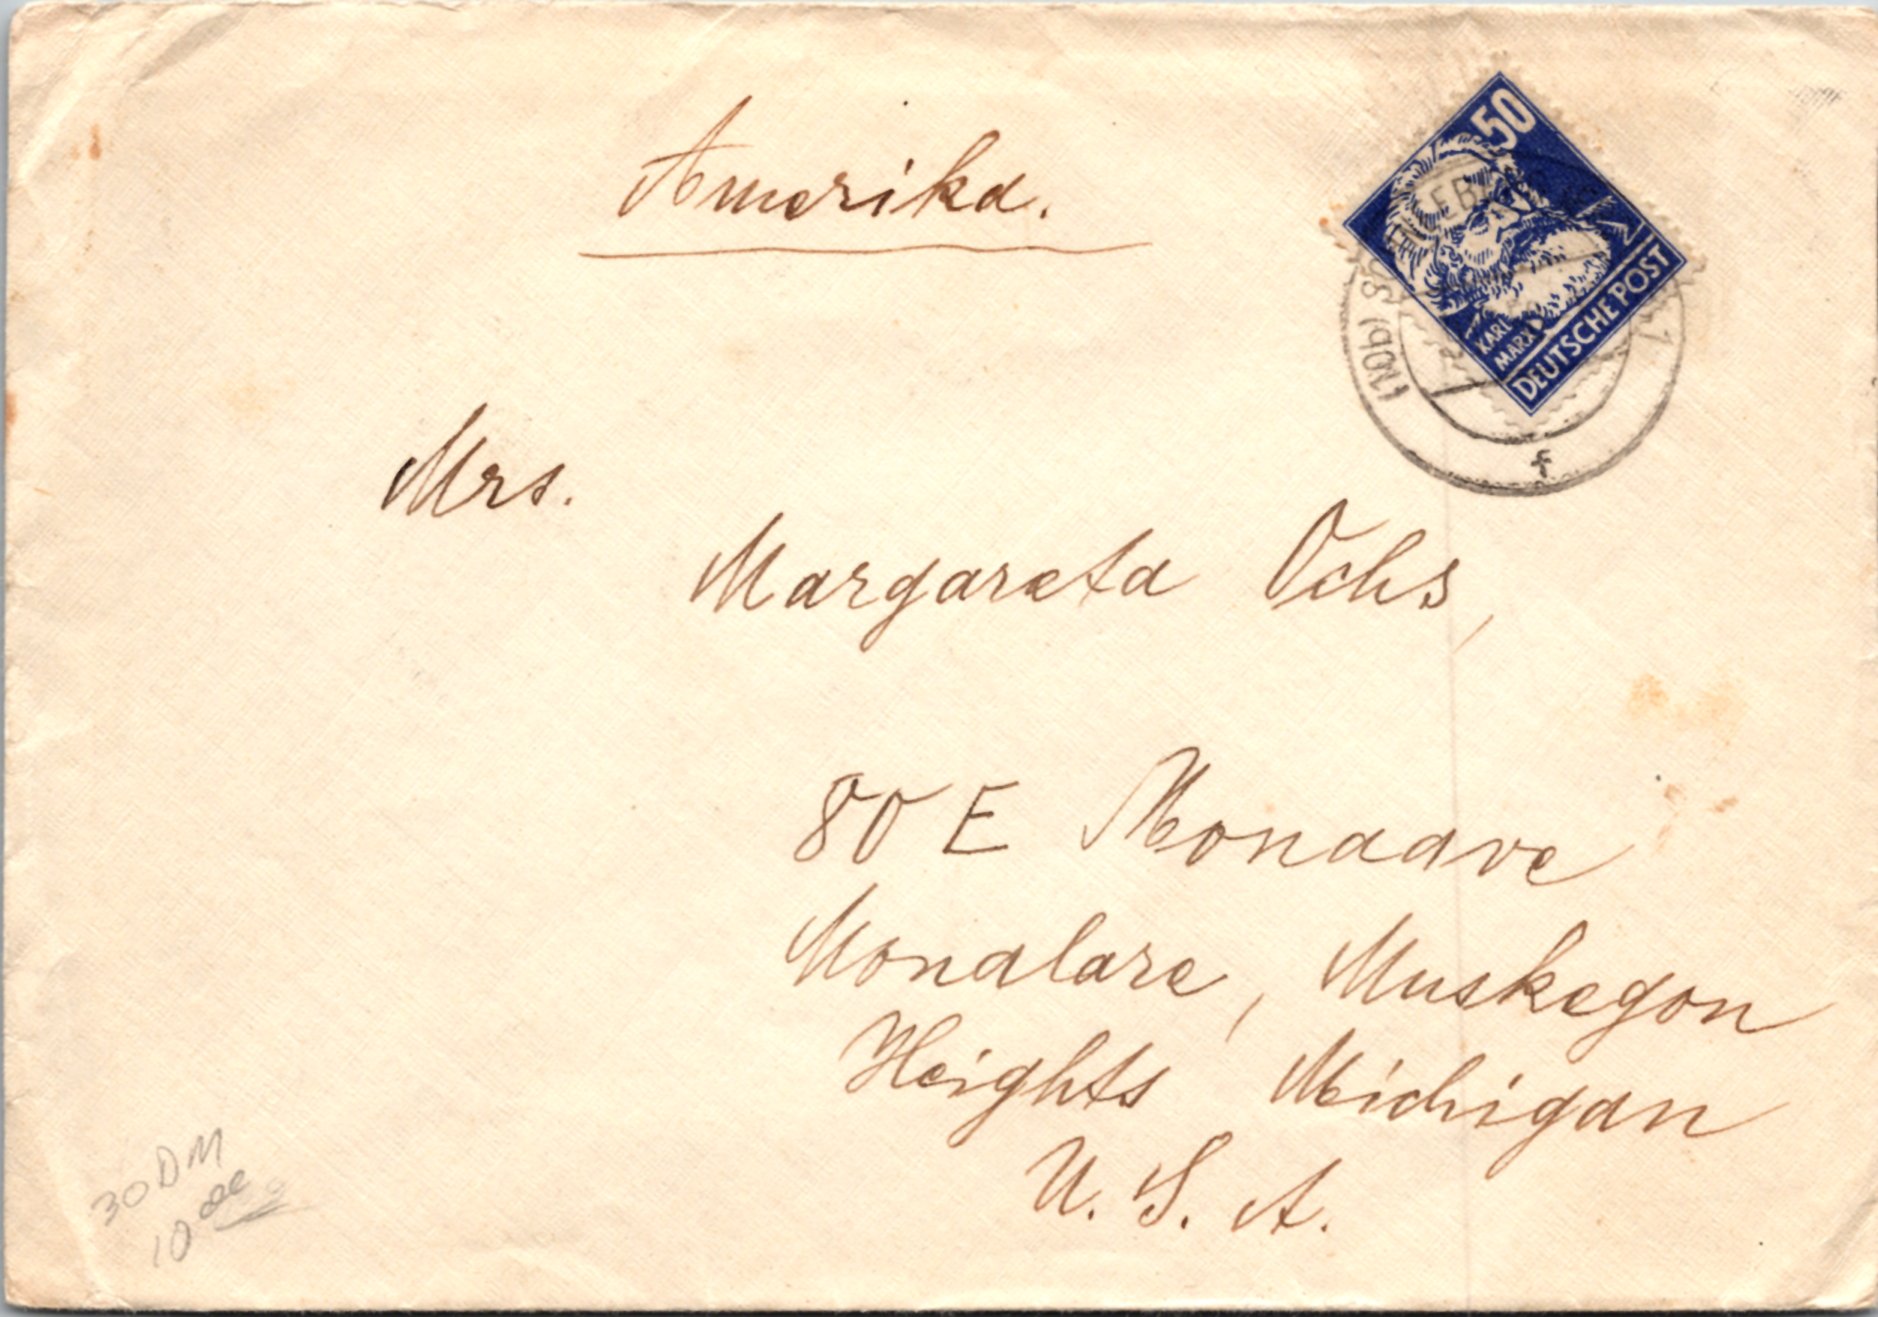 Amerika.
50
KARL
MARX
DEUTSCHE POST
f
Mrs.
Margareta Ochs,
80 E Monaave
Monalare, Muskegon
Heights Michigan
U. S. A.
30 DM
10